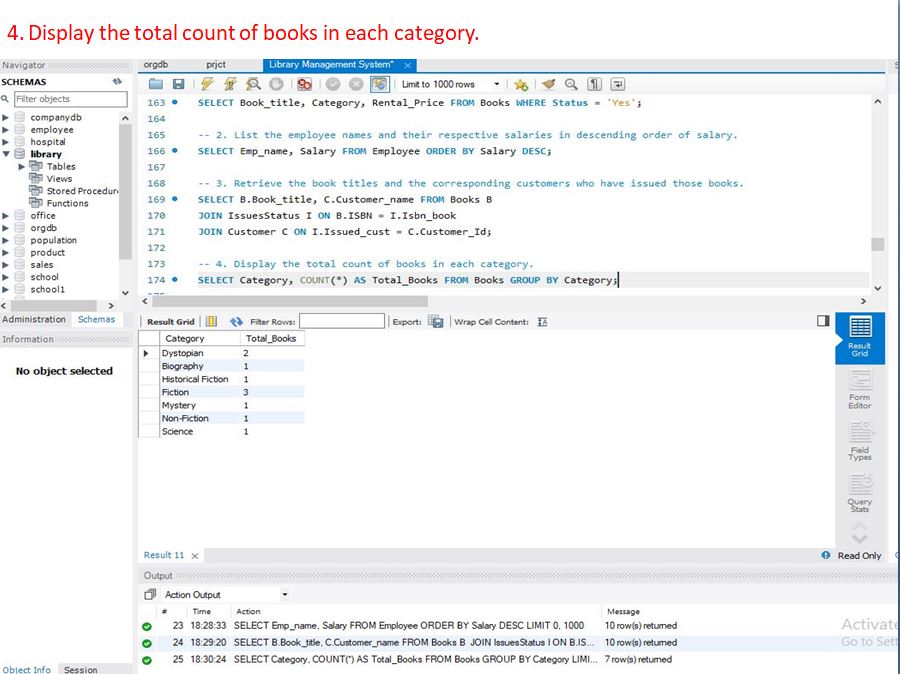 4. Display the total count of books in each category.
Navigator
orgdb prjct Library Management System* ×
SCHEMAS
Filter objects
companydb
employee
hospital
library
Tables
Views
Stored Procedur
Functions
office
orgdb
population
product
sales
school
school1
Administration Schemas
Information
No object selected
Object Info Session
Limit to 1000 rows
163 SELECT Book_title, Category, Rental_Price FROM Books WHERE Status = 'Yes';
164
165 -- 2. List the employee names and their respective salaries in descending order of salary.
166 SELECT Emp_name, Salary FROM Employee ORDER BY Salary DESC;
167
168 -- 3. Retrieve the book titles and the corresponding customers who have issued those books.
169 SELECT B.Book_title, C.Customer_name FROM Books B
170 JOIN IssuesStatus I ON B.ISBN = I.Isbn_book
171 JOIN Customer C ON I.Issued_cust = C.Customer_Id;
172
173 -- 4. Display the total count of books in each category.
174 SELECT Category, COUNT(*) AS Total_Books FROM Books GROUP BY Category;
Result Grid Filter Rows: Export: Wrap Cell Content:
Category Total_Books
Dystopian 2
Biography 1
Historical Fiction 1
Fiction 3
Mystery 1
Non-Fiction 1
Science 1
Result Grid
Form Editor
Field Types
Query Stats
Result 11 × Read Only
Output
Action Output
# Time Action Message
23 18:28:33 SELECT Emp_name, Salary FROM Employee ORDER BY Salary DESC LIMIT 0, 1000 10 row(s) returned
24 18:29:20 SELECT B.Book_title, C.Customer_name FROM Books B JOIN IssuesStatus I ON B.IS... 10 row(s) returned
25 18:30:24 SELECT Category, COUNT(*) AS Total_Books FROM Books GROUP BY Category LIMI... 7 row(s) returned
Activate
Go to Sett